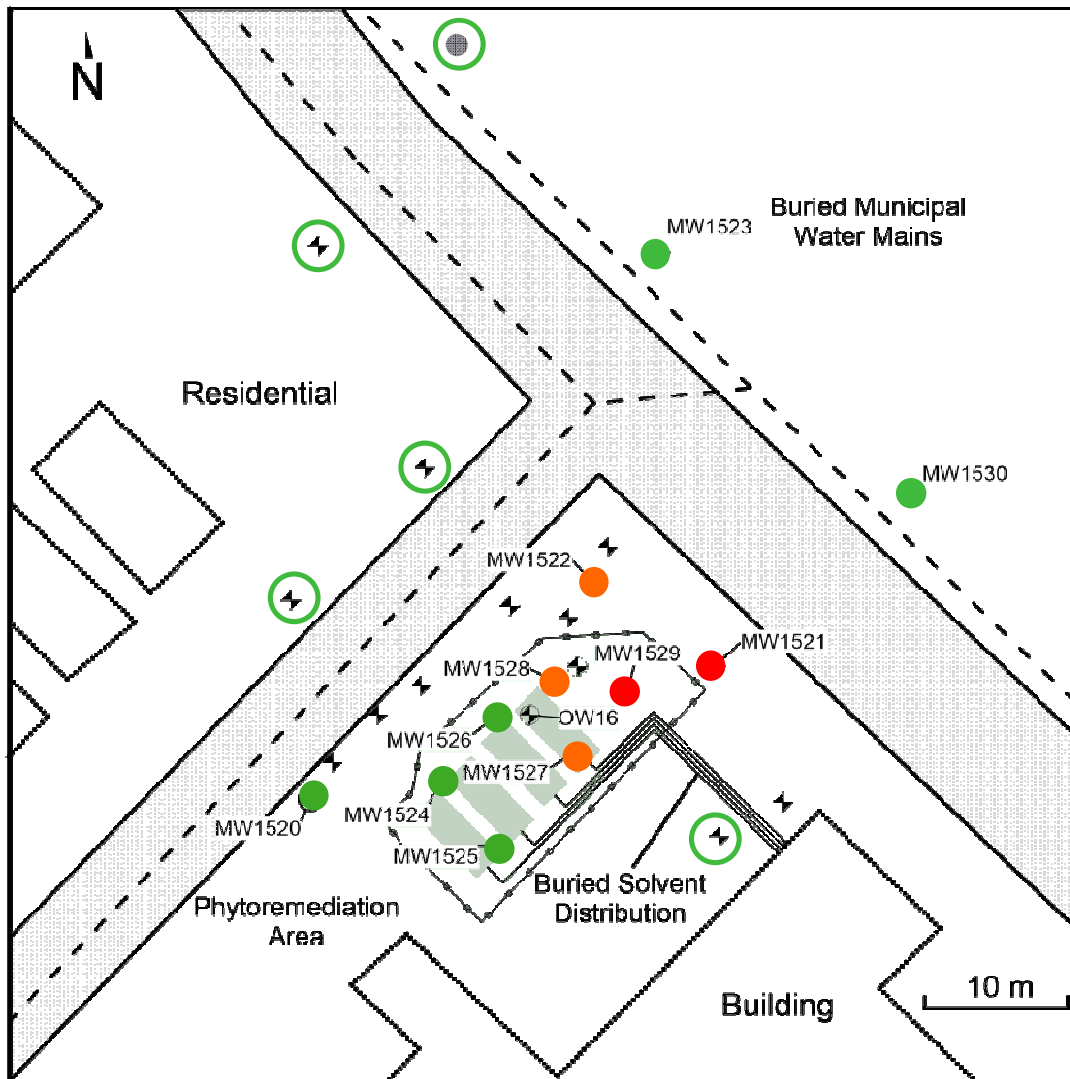 N
MW1523
Buried Municipal
Water Mains
Residential
MW1530
MW1522
MW1529
MW1521
MW1528
OW16
MW1526
MW1527
MW1524
MW1520
MW1525
Buried Solvent
Distribution
Phytoremediation
Area
10 m
Building